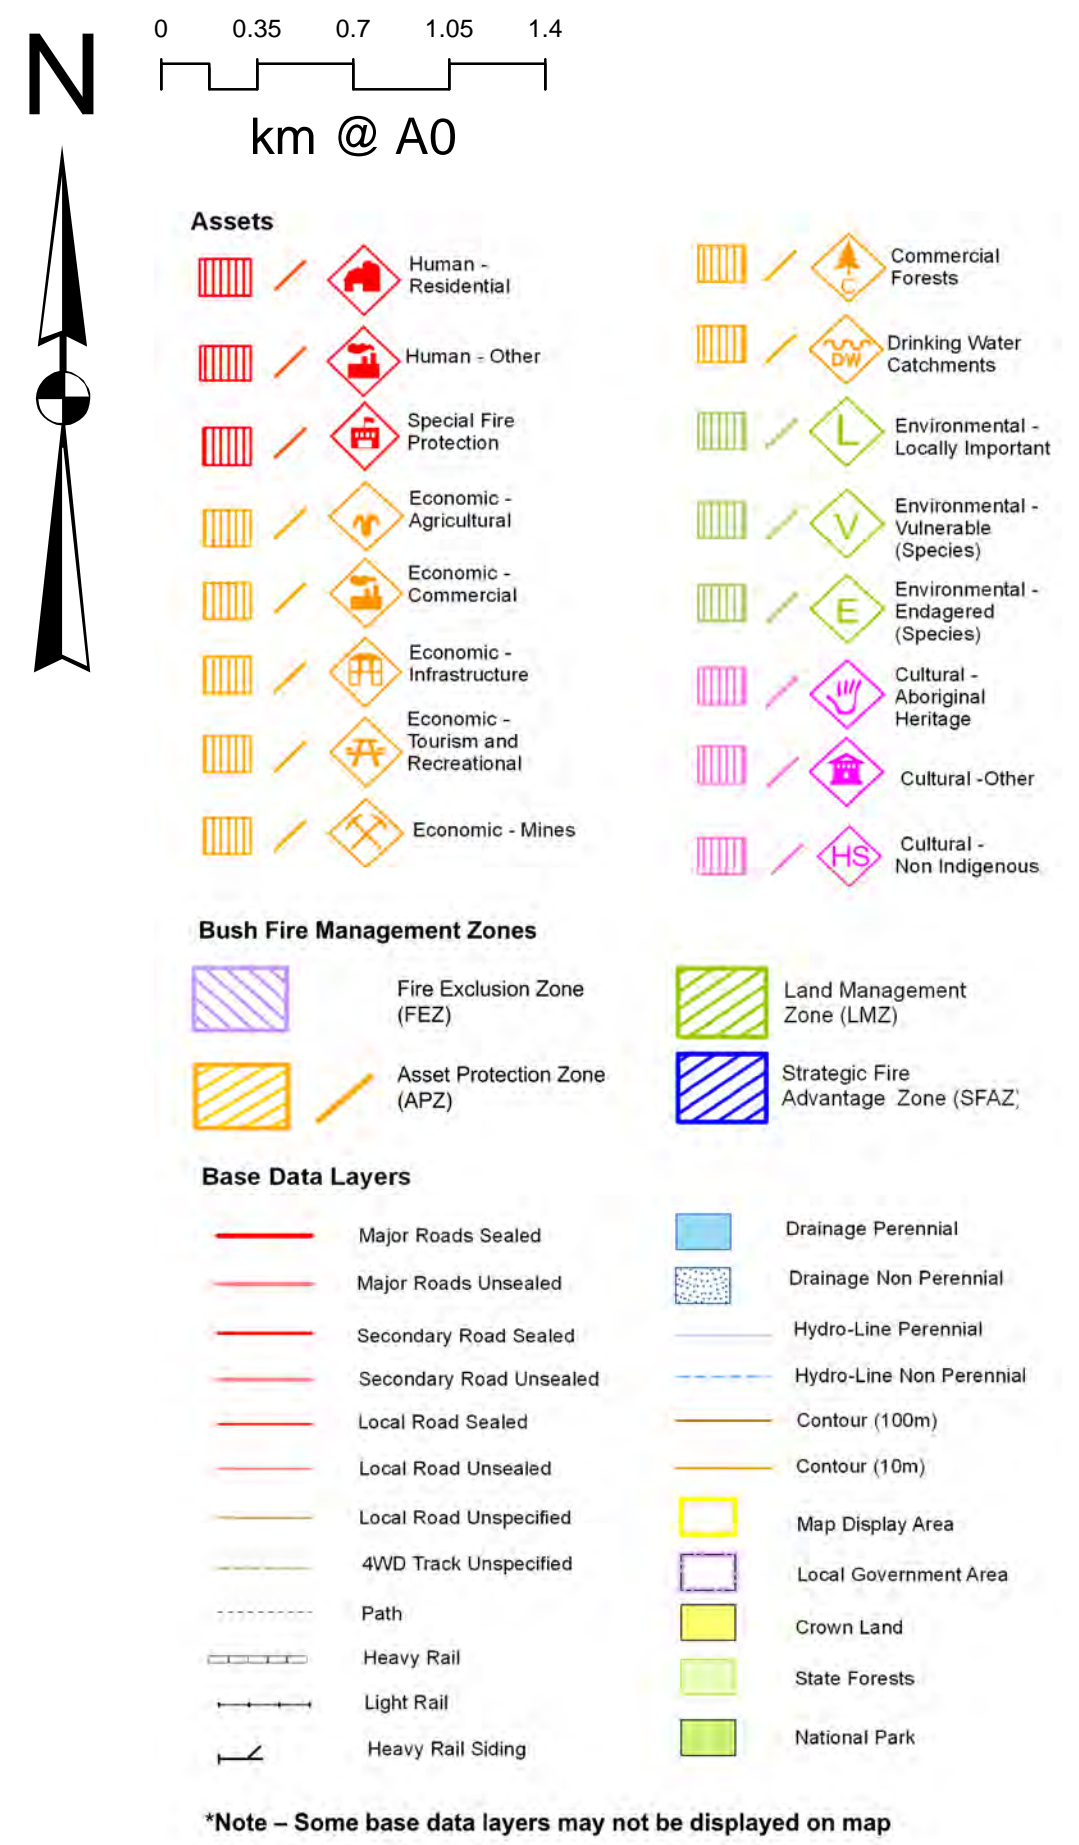 N
0 0.35 0.7 1.05 1.4
km @ A0
Assets
Human -
Residential
Human - Other
Special Fire
Protection
Economic -
Agricultural
Economic -
Commercial
Economic -
Infrastructure
Economic -
Tourism and
Recreational
Economic - Mines
C
Commercial
Forests
DW
Drinking Water
Catchments
L
Environmental -
Locally Important
V
Environmental -
Vulnerable
(Species)
E
Environmental -
Endagered
(Species)
Cultural -
Aboriginal
Heritage
Cultural -Other
HS
Cultural -
Non Indigenous
Bush Fire Management Zones
Fire Exclusion Zone
(FEZ)
Asset Protection Zone
(APZ)
Land Management
Zone (LMZ)
Strategic Fire
Advantage Zone (SFAZ)
Base Data Layers
Major Roads Sealed
Major Roads Unsealed
Secondary Road Sealed
Secondary Road Unsealed
Local Road Sealed
Local Road Unsealed
Local Road Unspecified
4WD Track Unspecified
Path
Heavy Rail
Light Rail
Heavy Rail Siding
Drainage Perennial
Drainage Non Perennial
Hydro-Line Perennial
Hydro-Line Non Perennial
Contour (100m)
Contour (10m)
Map Display Area
Local Government Area
Crown Land
State Forests
National Park
*Note – Some base data layers may not be displayed on map